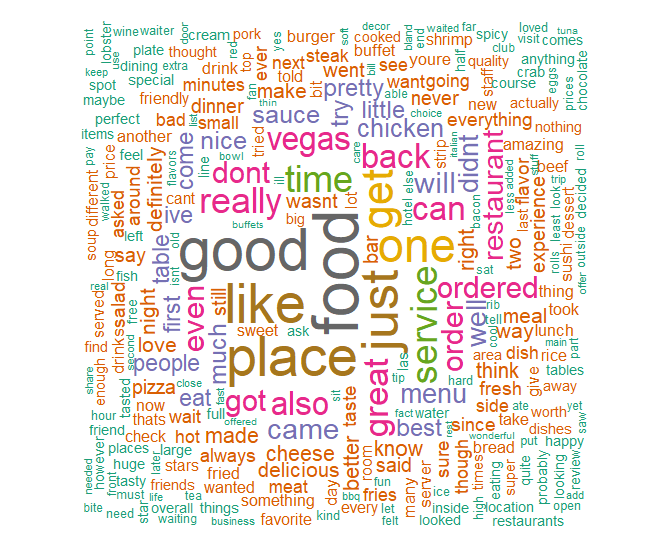 point
lobster
wine
waiter
door
cream
red
pork
burger
soft
decor
end
bland
waited
far
spicy
loved
visit
tuna
comes
keep
use
plate
thought
top
ever
yes
steak
cooked
bill
shrimp
half
club
quality
anything
dining
extra
drink
next
buffet
youre
staff
crab
eggs
prices
chocolate
spot
special
minutes
told
went
see
going
want
course
maybe
friendly
make
bit
fan
pretty
able
never
new
actually
perfect
bad
list
dinner
thin
sauce
try
little
choice
everything
nothing
items
another
small
tried
chicken
italian
strip
amazing
pay
feel
nice
line
vegas
care
back
didnt
beef
price
around
definitely
come
flavors
cant
bowl
dont
ill
time
get
will
restaurant
less
added
last
flavor
stuff
trip
roll
look
least
decided
walked
asked
ive
really
wasnt
lot
hotel
else
can
bacon
two
experience
sushi
dessert
outside
different
soup
left
old
buffets
big
bar
right
say
table
isnt
good
food
one
sat
rolls
offer
long
fish
night
first
even
still
like
just
service
order
ordered
well
rib
tell
cool
thing
real
served
salad
free
second
much
sweet
ask
way
meal
took
lunch
main
part
find
drinks
love
people
place
las
great
area
dish
rice
tables
share
enough
tasted
pizza
close
eat
fast
sit
tip
hard
menu
think
fresh
give
away
hour
now
thats
wait
full
got
also
taste
fact
water
best
side
ate
yet
worth
take
friend
check
hot
made
offered
came
better
room
rest
since
wonderful
dishes
saw
needed
however
places
large
later
always
cheese
know
sure
though
bread
put
happy
huge
stars
fried
delicious
said
quite
review
front
tasty
friends
wanted
meat
day
fun
fries
many
server
high
times
super
eating
probably
looking
bite
need
must
life
tea
something
bbq
every
let
ice
inside
location
add
open
star
overall
things
waiting
business
favorite
kind
felt
looked
restaurants